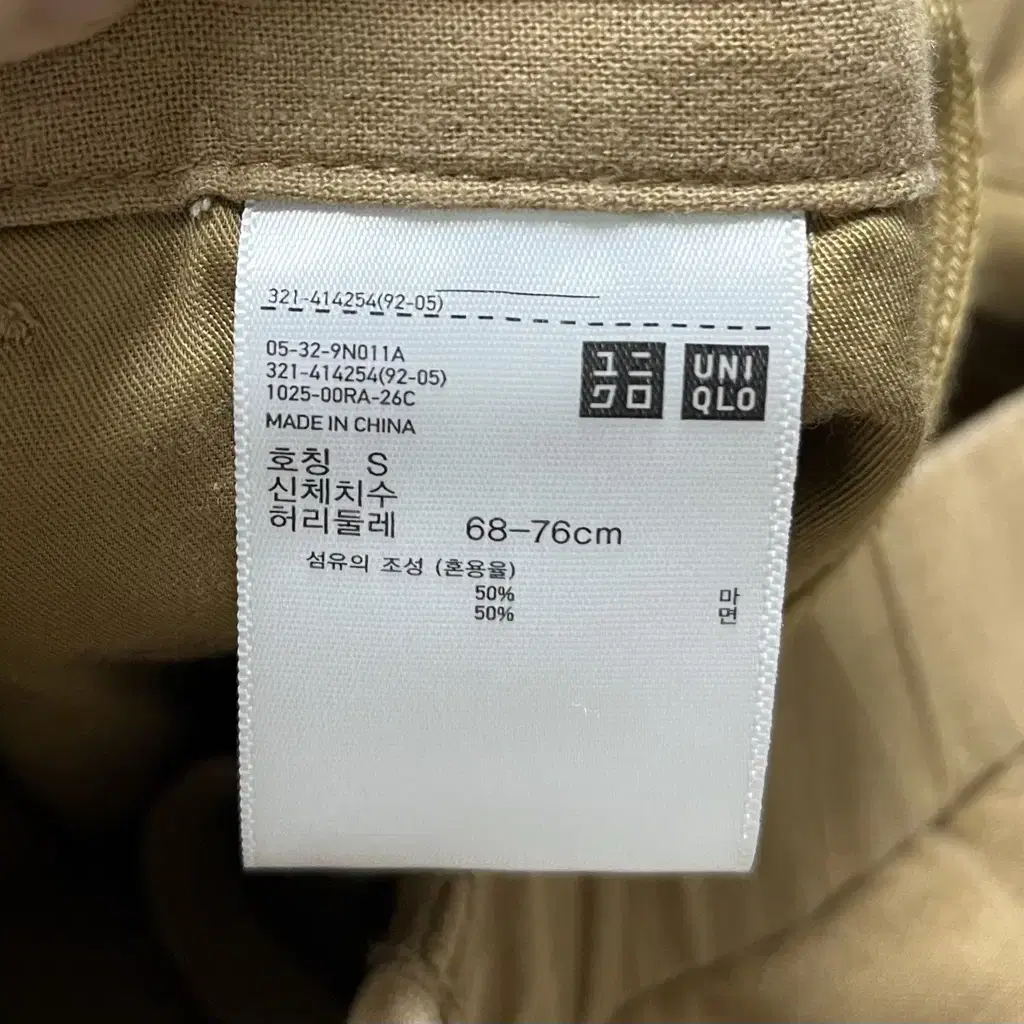 321-414254(92-05)
05-32-9N011A
321-414254(92-05)
1025-00RA-26C
MADE IN CHINA
ユニ
クロ
UNI
QLO
호칭 S
신체치수
허리둘레 68-76cm
섬유의 조성 (혼용율)
50% 마
50% 면